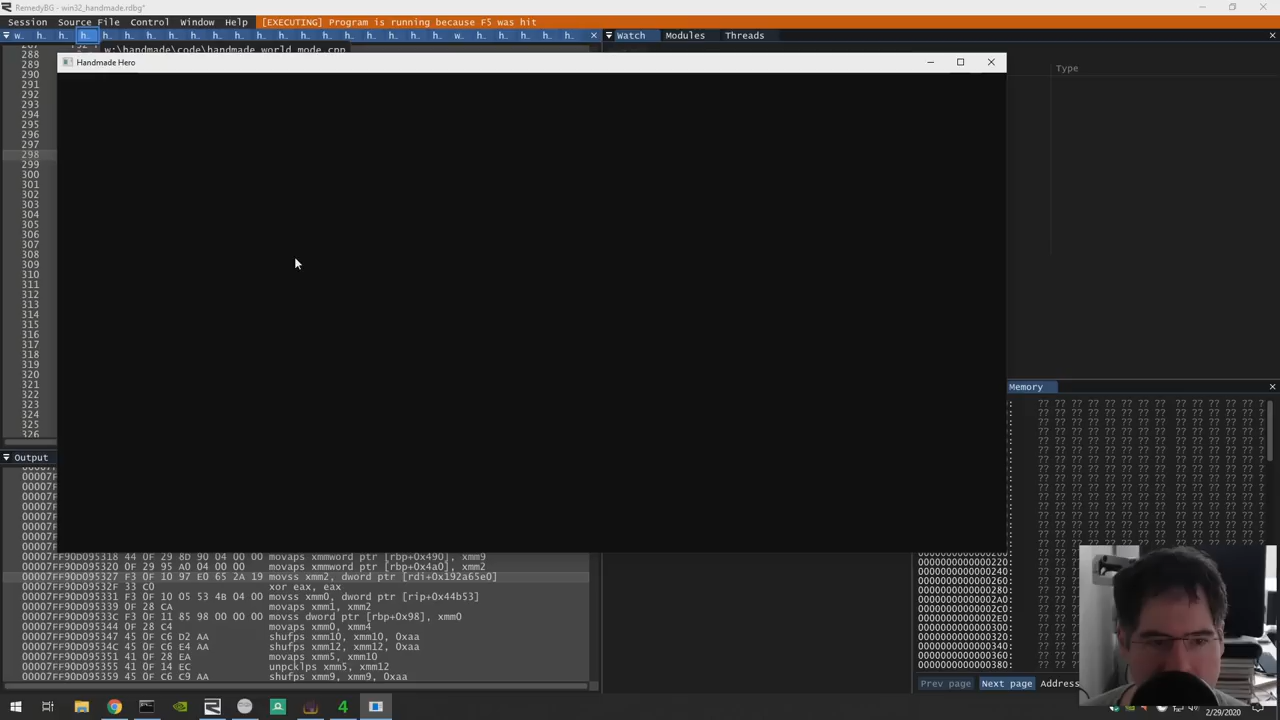 RemedyBG - win32_handmade.rdbg*
Session Source File Control Window Help [EXECUTING] Program is running because F5 was hit
w. h. h. h. h. h. h. h. h. h. h. h. h. h. h. h. h. h. h. h. w. h. h. h. h. h.
Watch Modules Threads
w:\handmade\code\handmade_world_mode.cpp
288
Handmade Hero
289
Type
290
291
292
293
294
295
296
297
298
299
300
301
302
303
304
305
306
307
308
309
310
311
312
313
314
315
316
317
318
319
320
321
322
323
324
325
326
Memory
Output
00007FF90D095318 44 0F 29 8D 90 04 00 00 movaps xmmword ptr [rbp+0x490], xmm9
00007FF90D095320 0F 29 95 A0 04 00 00 movaps xmmword ptr [rbp+0x4a0], xmm2
00007FF90D095327 F3 0F 10 97 E0 65 2A 19 movss xmm2, dword ptr [rdi+0x192a65e0]
00007FF90D09532F 33 C0 xor eax, eax
00007FF90D095331 F3 0F 10 05 53 4B 04 00 movss xmm0, dword ptr [rip+0x44b53]
00007FF90D095339 0F 28 CA movaps xmm1, xmm2
00007FF90D09533C F3 0F 11 85 98 00 00 00 movss dword ptr [rbp+0x98], xmm0
00007FF90D095344 0F 28 C4 movaps xmm0, xmm4
00007FF90D095347 45 0F C6 D2 AA shufps xmm10, xmm10, 0xaa
00007FF90D09534C 45 0F C6 E4 AA shufps xmm12, xmm12, 0xaa
00007FF90D095351 41 0F 28 EA movaps xmm5, xmm10
00007FF90D095355 41 0F 14 EC unpcklps xmm5, xmm12
00007FF90D095359 45 0F C6 C9 AA shufps xmm9, xmm9, 0xaa
0000000000000220:
0000000000000240:
0000000000000260:
0000000000000280:
00000000000002A0:
00000000000002C0:
00000000000002E0:
0000000000000300:
0000000000000320:
0000000000000340:
0000000000000360:
0000000000000380:
Prev page Next page Address
2/29/2020